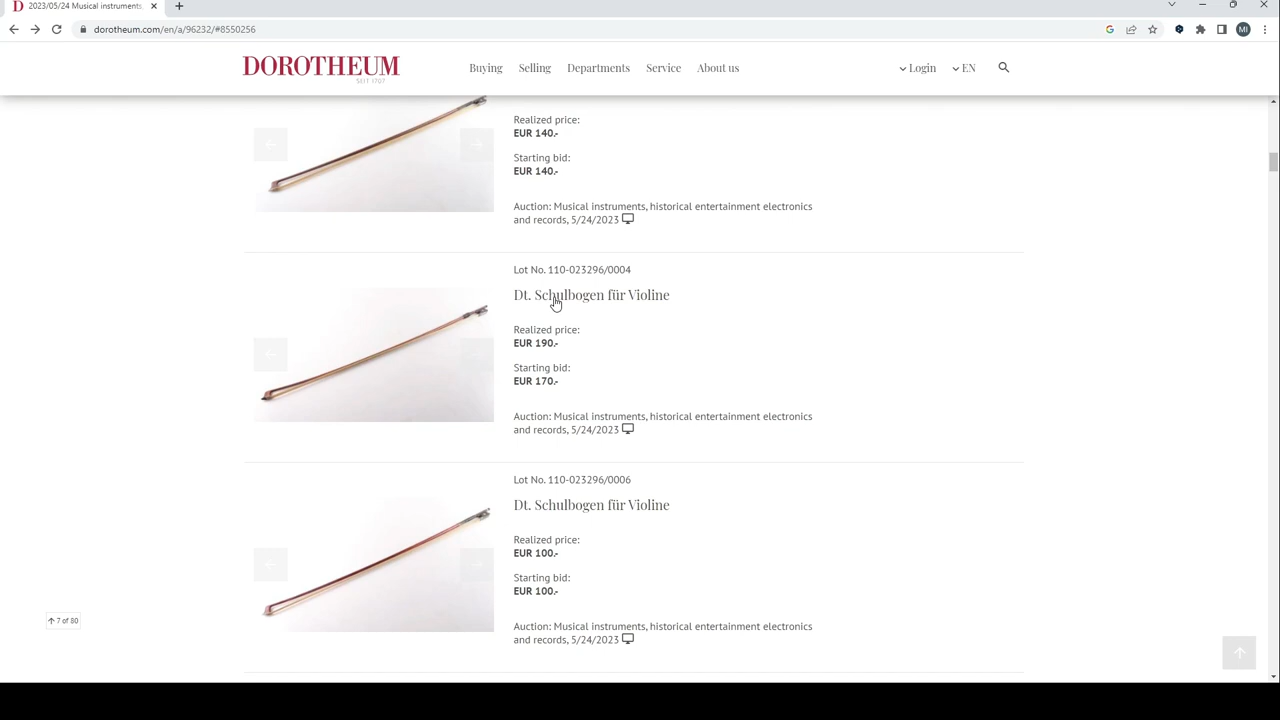 2023/05/24 Musical instruments,
dorotheum.com/en/a/96232/#8550256
MI
DOROTHEUM
SEIT 1707
Buying Selling Departments Service About us
Login EN
Realized price:
EUR 140.-
Starting bid:
EUR 140.-
Auction: Musical instruments, historical entertainment electronics
and records, 5/24/2023
Lot No. 110-023296/0004
Dt. Schulbogen für Violine
Realized price:
EUR 190.-
Starting bid:
EUR 170.-
Auction: Musical instruments, historical entertainment electronics
and records, 5/24/2023
Lot No. 110-023296/0006
Dt. Schulbogen für Violine
Realized price:
EUR 100.-
Starting bid:
EUR 100.-
Auction: Musical instruments, historical entertainment electronics
and records, 5/24/2023
7 of 80